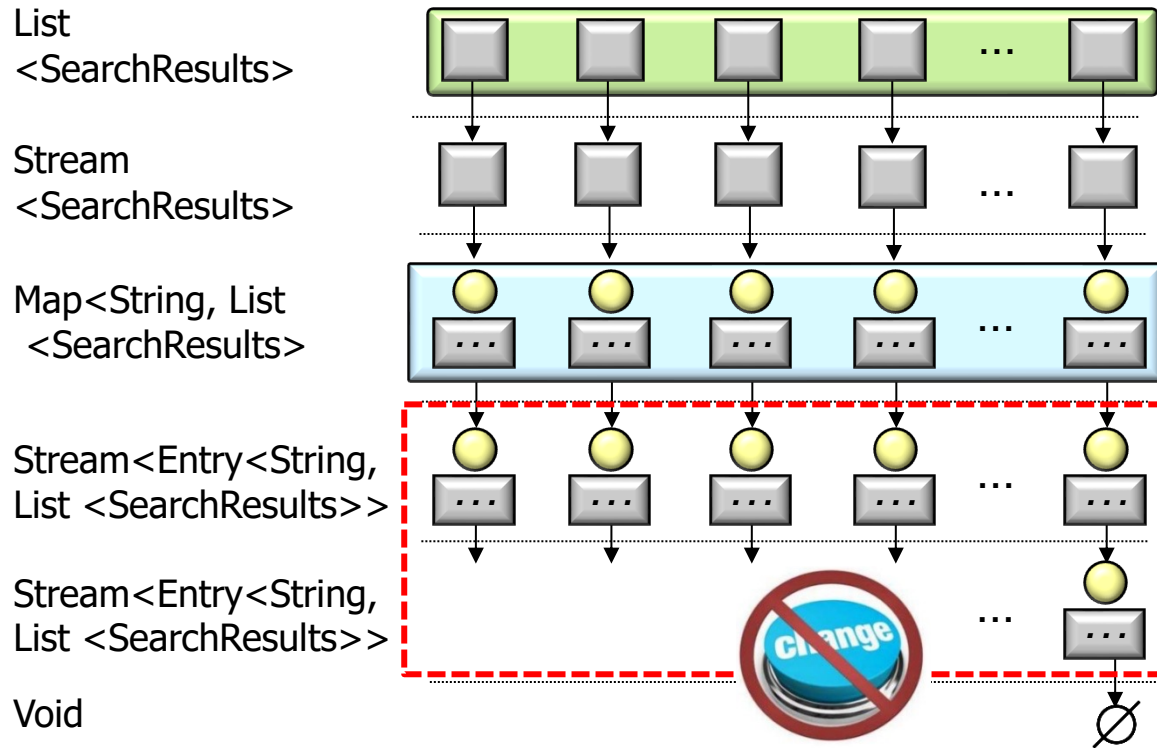 List
<SearchResults>
...
Stream
<SearchResults>
...
Map<String, List
<SearchResults>
... ... ... ... ... ...
Stream<Entry<String,
List <SearchResults>>
... ... ... ... ... ...
Stream<Entry<String,
List <SearchResults>>
change
... ...
Void
∅